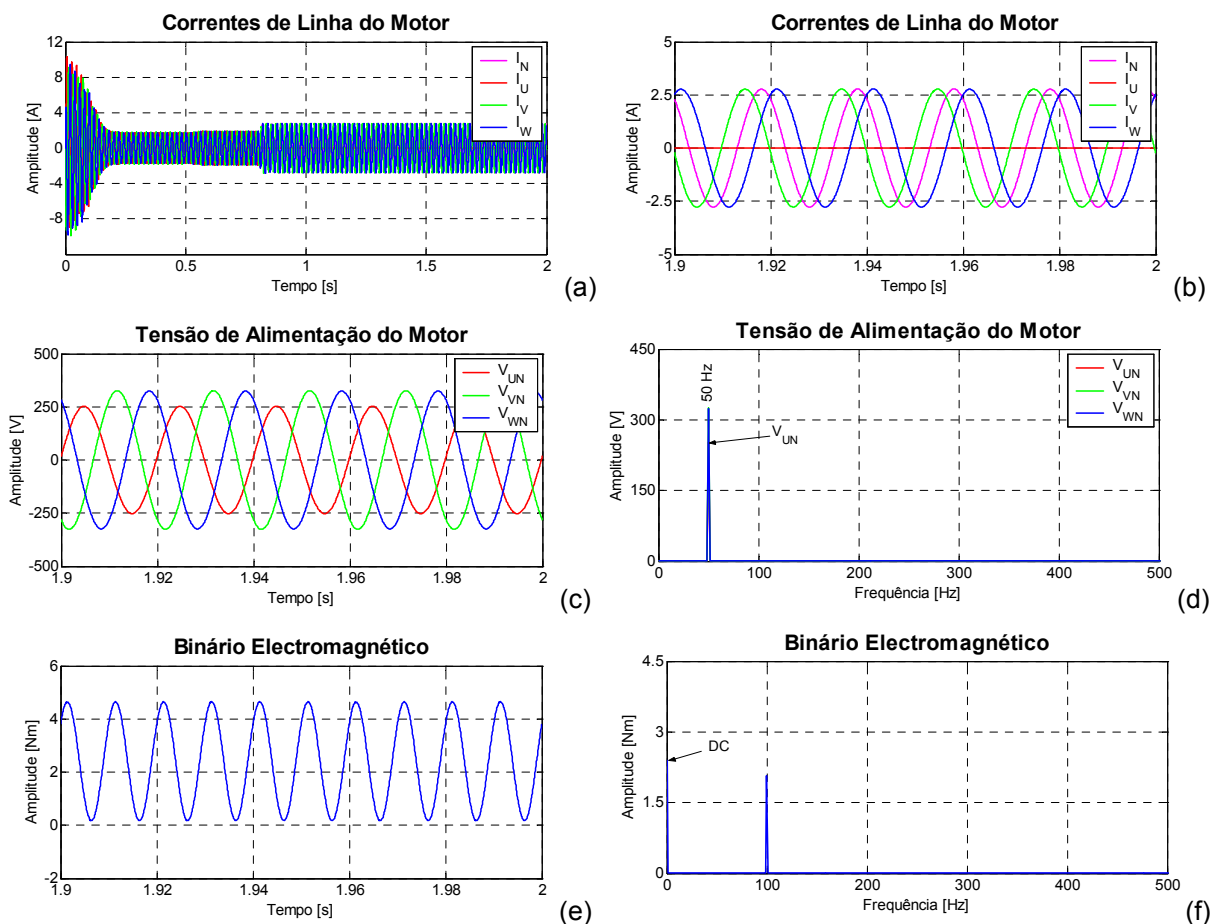 Correntes de Linha do Motor
12
8
4
0
-4
-8
Amplitude [A]
I_N
I_U
I_V
I_W
0
0.5
1
1.5
2
Tempo [s]
(a)
Correntes de Linha do Motor
5
2.5
0
-2.5
-5
Amplitude [A]
I_N
I_U
I_V
I_W
1.9
1.92
1.94
1.96
1.98
2
Tempo [s]
(b)
Tensão de Alimentação do Motor
500
250
0
-250
-500
Amplitude [V]
V_UN
V_VN
V_WN
1.9
1.92
1.94
1.96
1.98
2
Tempo [s]
(c)
Tensão de Alimentação do Motor
450
300
150
0
Amplitude [V]
50 Hz
V_UN
V_UN
V_VN
V_WN
0
100
200
300
400
500
Frequência [Hz]
(d)
Binário Electromagnético
6
4
2
0
-2
Amplitude [Nm]
1.9
1.92
1.94
1.96
1.98
2
Tempo [s]
(e)
Binário Electromagnético
4.5
3
1.5
0
Amplitude [Nm]
DC
0
100
200
300
400
500
Frequência [Hz]
(f)